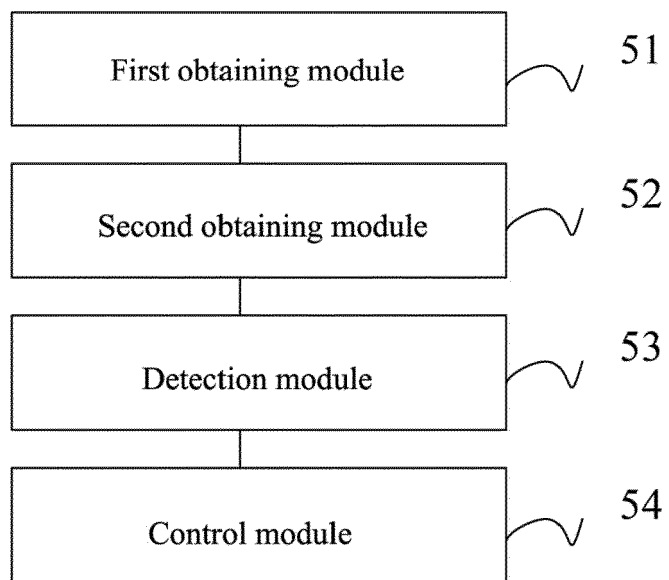 First obtaining module
51
Second obtaining module
52
Detection module
53
Control module
54